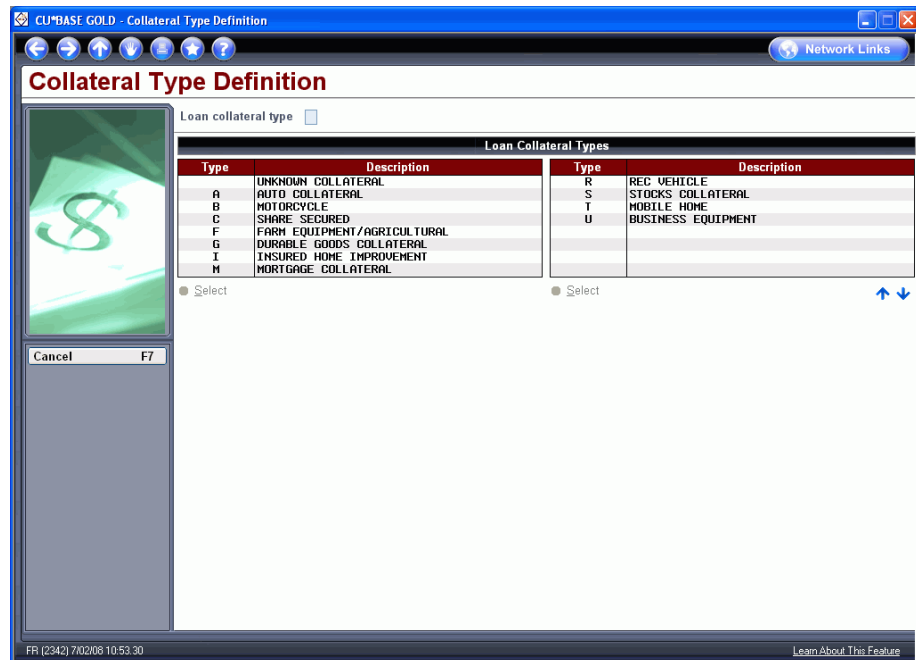 CU*BASE GOLD - Collateral Type Definition
Network Links
Collateral Type Definition
Loan collateral type
Loan Collateral Types
Type Description Type Description
UNKNOWN COLLATERAL R REC VEHICLE
A AUTO COLLATERAL S STOCKS COLLATERAL
B MOTORCYCLE T MOBILE HOME
C SHARE SECURED U BUSINESS EQUIPMENT
F FARM EQUIPMENT/AGRICULTURAL
G DURABLE GOODS COLLATERAL
I INSURED HOME IMPROVEMENT
M MORTGAGE COLLATERAL
Select Select
Cancel F7
FR (2342) 7/02/08 10:53.30 Learn About This Feature